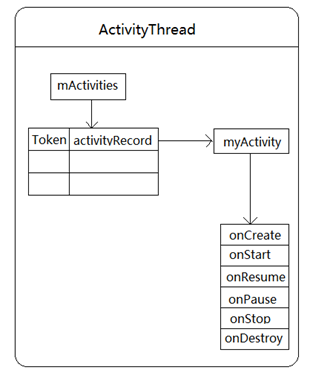 ActivityThread
mActivities
Token activityRecord
myActivity
onCreate
onStart
onResume
onPause
onStop
onDestroy